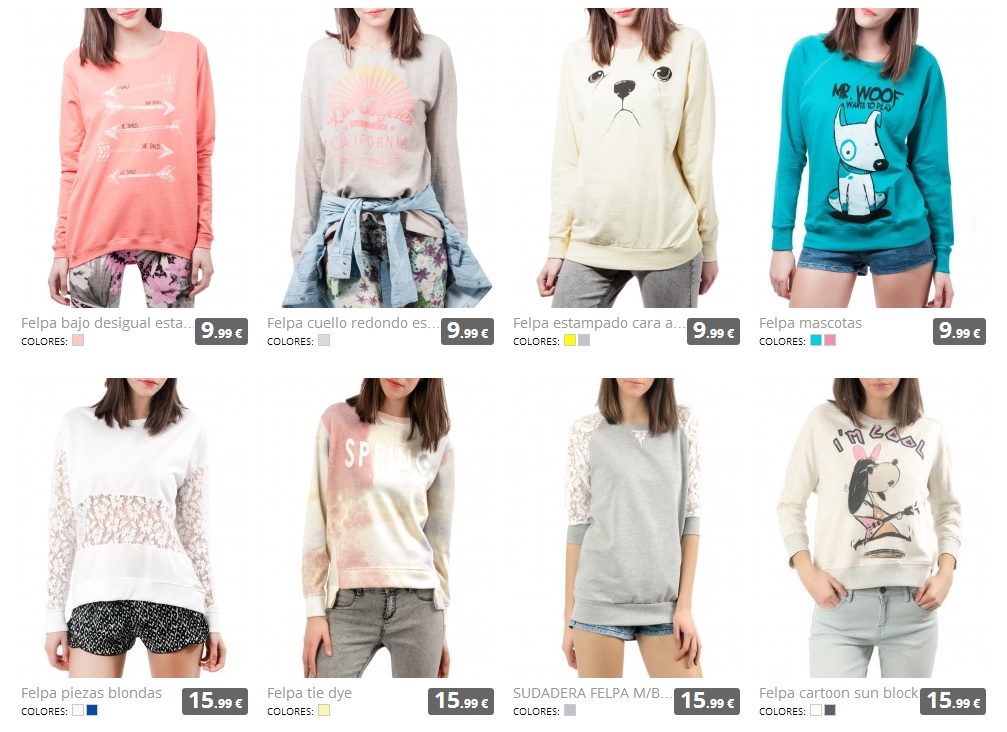 Los Angeles
CALIFORNIA
MR. WOOF
WANTS TO PLAY
Felpa bajo desigual esta...
9.99 €
COLORES:
Felpa cuello redondo es...
9.99 €
COLORES:
Felpa estampado cara a...
9.99 €
COLORES:
Felpa mascotas
9.99 €
COLORES:
SPRING
I'M COOL
Felpa piezas blondas
15.99 €
COLORES:
Felpa tie dye
15.99 €
COLORES:
SUDADERA FELPA M/B...
15.99 €
COLORES:
Felpa cartoon sun block
15.99 €
COLORES: